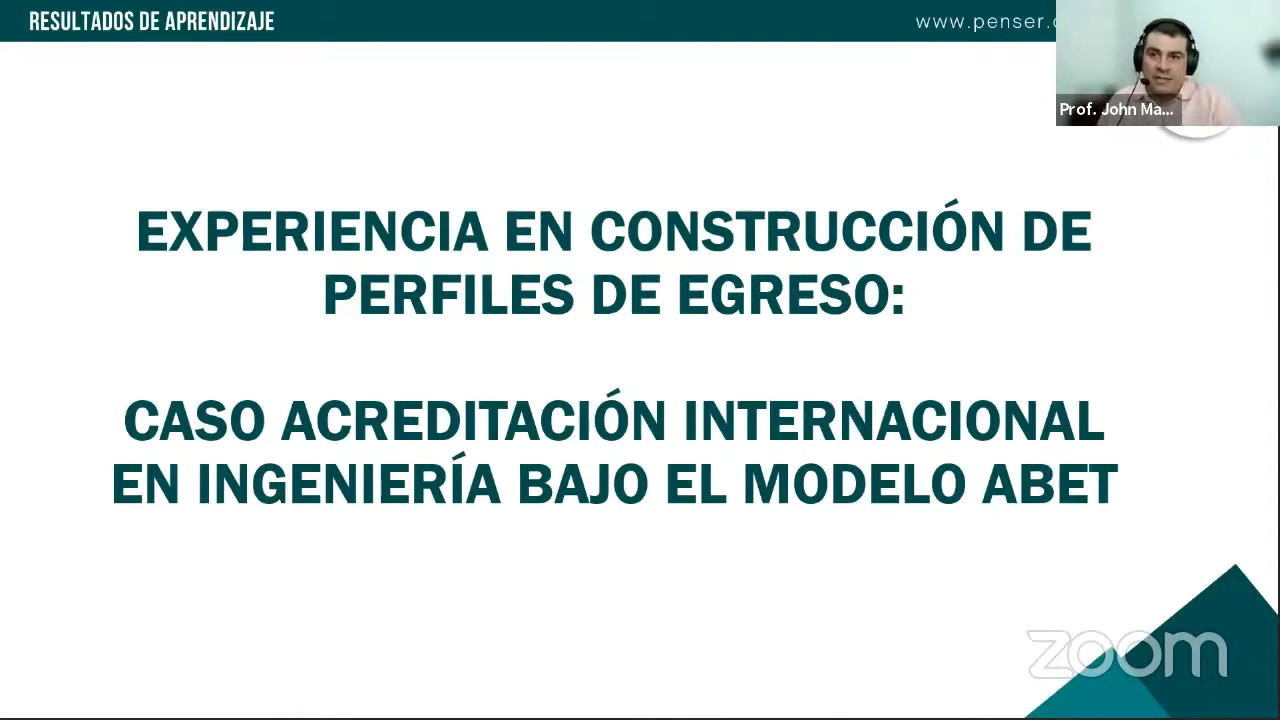 RESULTADOS DE APRENDIZAJE
www.penser.
Prof. John Ma...
EXPERIENCIA EN CONSTRUCCIÓN DE
PERFILES DE EGRESO:
CASO ACREDITACIÓN INTERNACIONAL
EN INGENIERÍA BAJO EL MODELO ABET
zoom